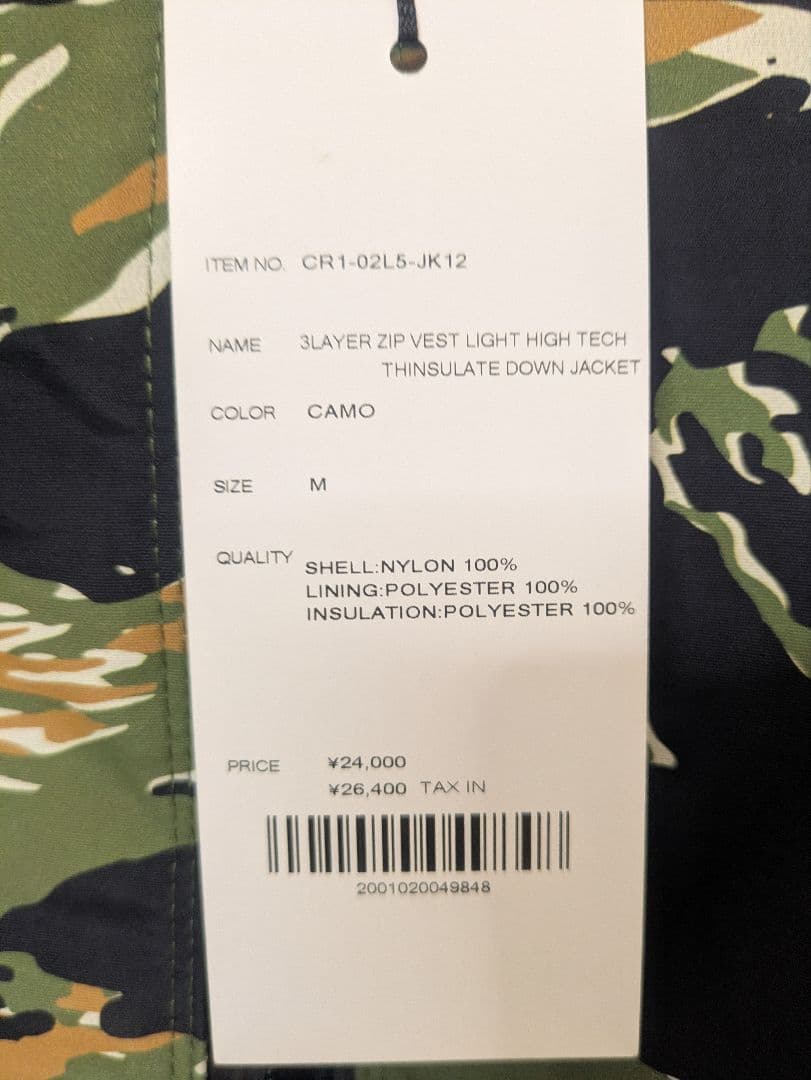 ITEM NO. CR1-02L5-JK12
NAME 3LAYER ZIP VEST LIGHT HIGH TECH
THINSULATE DOWN JACKET
COLOR CAMO
SIZE M
QUALITY SHELL:NYLON 100%
LINING:POLYESTER 100%
INSULATION:POLYESTER 100%
PRICE ¥24,000
¥26,400 TAX IN
2001020049848